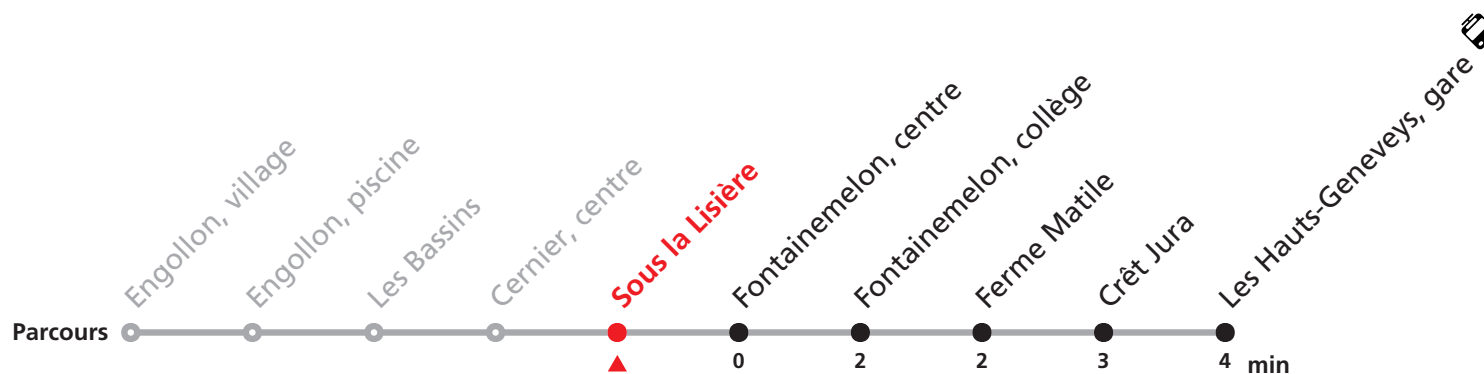 Engollon, village
Engollon, piscine
Les Bassins
Cernier, centre
Sous la Lisière
Fontainemelon, centre
Fontainemelon, collège
Ferme Matile
Crêt Jura
Les Hauts-Geneveys, gare
Parcours
0 2 2 3 4 min